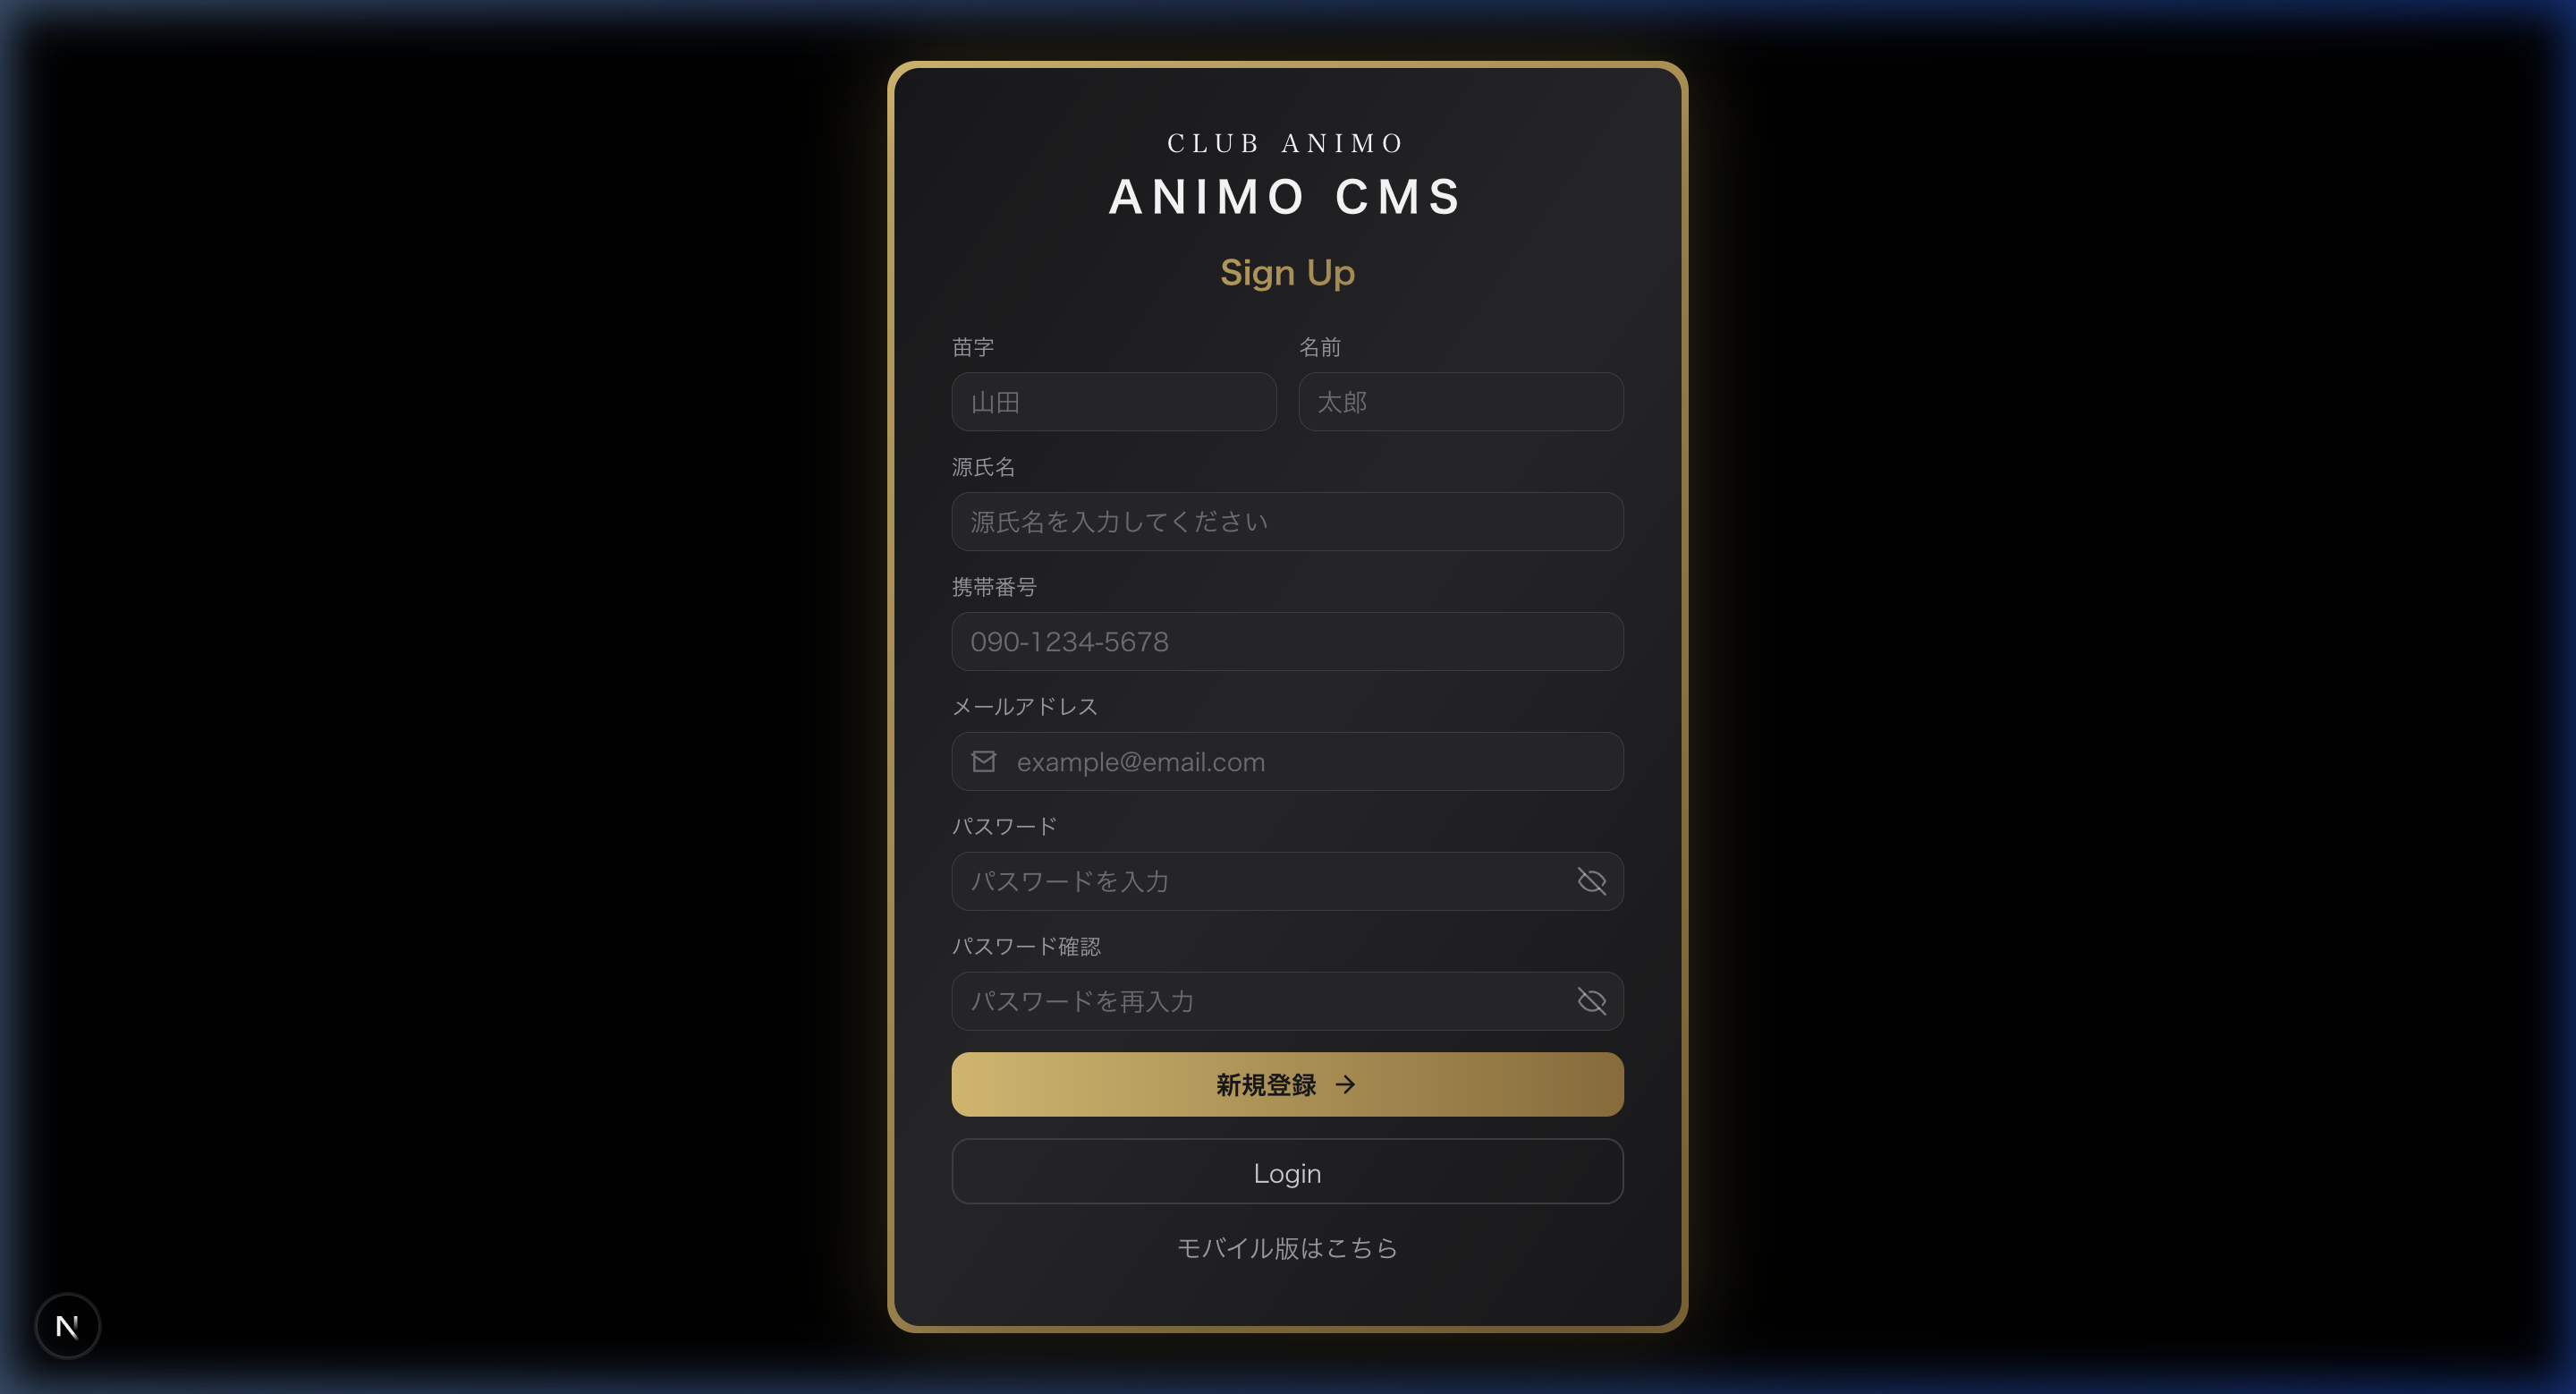 CLUB ANIMO
ANIMO CMS
Sign Up
苗字 名前
山田 太郎
源氏名
源氏名を入力してください
携帯番号
090-1234-5678
メールアドレス
example@email.com
パスワード
パスワードを入力
パスワード確認
パスワードを再入力
新規登録 →
Login
モバイル版はこちら
N